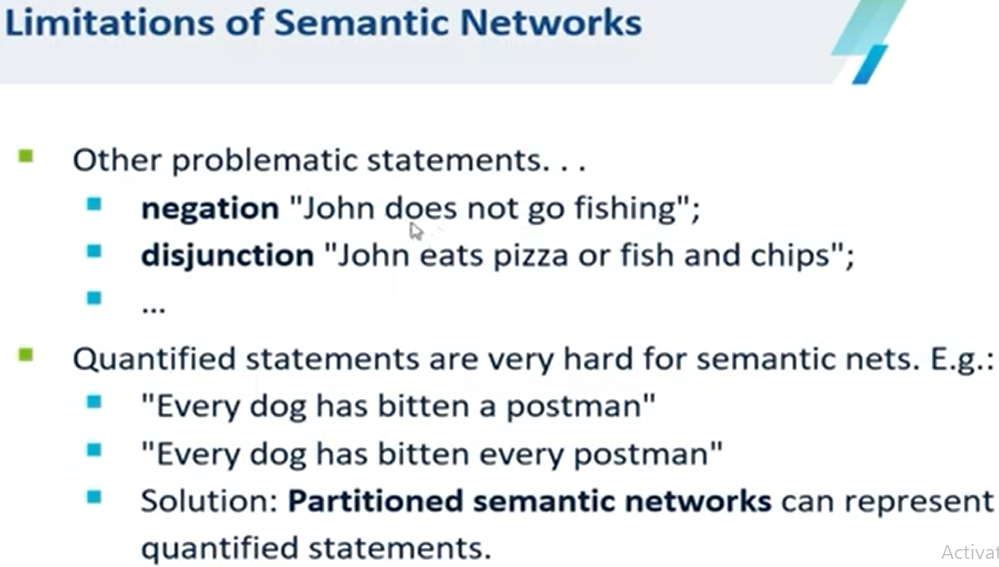 Limitations of Semantic Networks
Other problematic statements. . .
negation "John does not go fishing";
disjunction "John eats pizza or fish and chips";
...
Quantified statements are very hard for semantic nets. E.g.:
"Every dog has bitten a postman"
"Every dog has bitten every postman"
Solution: Partitioned semantic networks can represent
quantified statements.
Activat